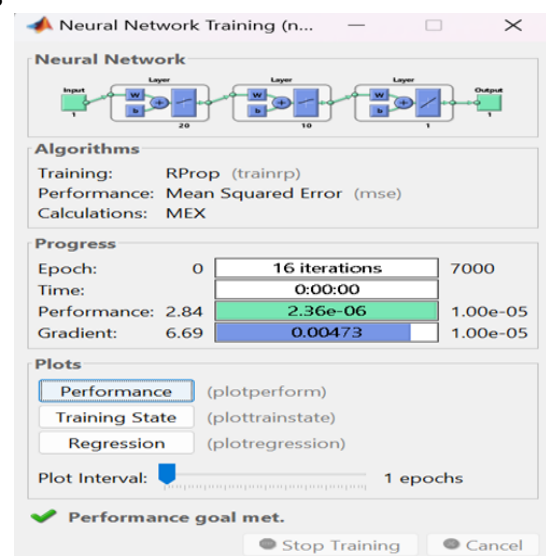 Neural Network Training (n...
Neural Network
Input
Layer
Layer
Layer
Output
W
b
W
b
W
b
1
20
10
1
1
Algorithms
Training: RProp (trainrp)
Performance: Mean Squared Error (mse)
Calculations: MEX
Progress
Epoch: 0 16 iterations 7000
Time: 0:00:00
Performance: 2.84 2.36e-06 1.00e-05
Gradient: 6.69 0.00473 1.00e-05
Plots
Performance (plotperform)
Training State (plottrainstate)
Regression (plotregression)
Plot Interval: 1 epochs
Performance goal met.
Stop Training Cancel